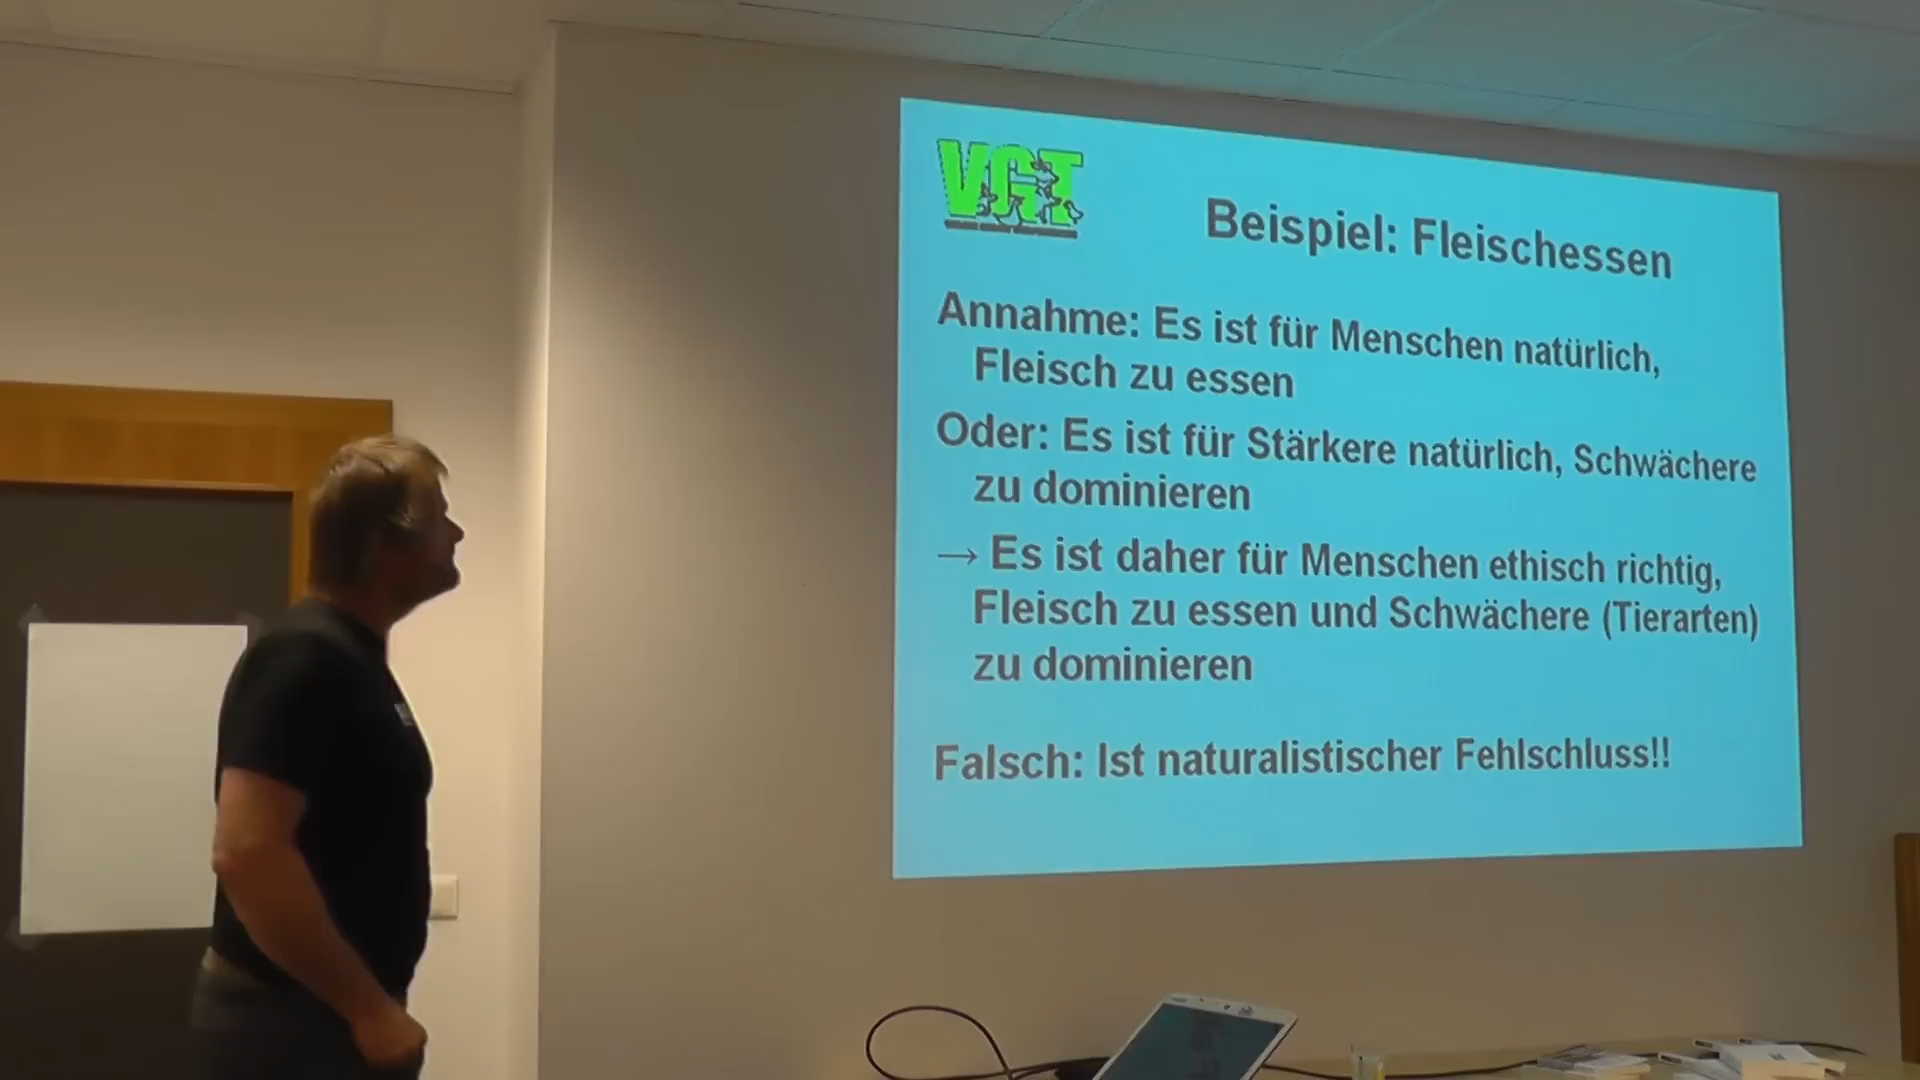 VGT
Beispiel: Fleischessen
Annahme: Es ist für Menschen natürlich,
Fleisch zu essen
Oder: Es ist für Stärkere natürlich, Schwächere
zu dominieren
→ Es ist daher für Menschen ethisch richtig,
Fleisch zu essen und Schwächere (Tierarten)
zu dominieren
Falsch: Ist naturalistischer Fehlschluss!!